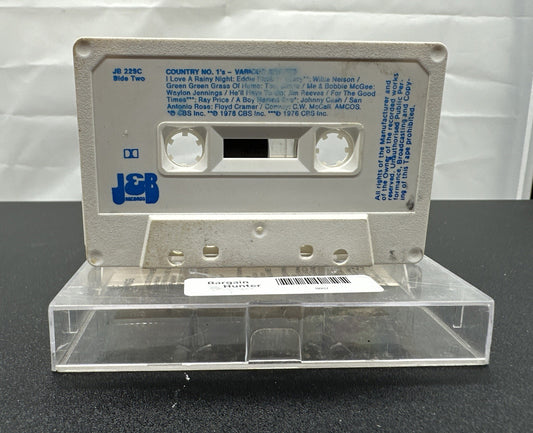 JB 229C
Side Two
COUNTRY NO. 1's - VARIOUS
I Love A Rainy Night: Eddie Willie Nelson /
Green Green Grass Of Home: Tom / Me & Bobbie McGee:
Waylon Jennings / He'll Have To Go: Jim Reeves / For The Good
Times***: Ray Price / A Boy Named Sue*: Johnny Cash / San
Antonio Rose: Floyd Cramer / Convoy: C.W. McCall. AMCOS.
℗ CBS Inc. **℗ 1978 CBS Inc. ***℗ 1976 CBS Inc.
All rights of the Manufacturer and
of the Owner of the recorded works
reserved. Unauthorised Public Per-
formance, Broadcasting and Copy-
ing of this Tape prohibited.
J&B
RECORDS
Bargain
Hunter